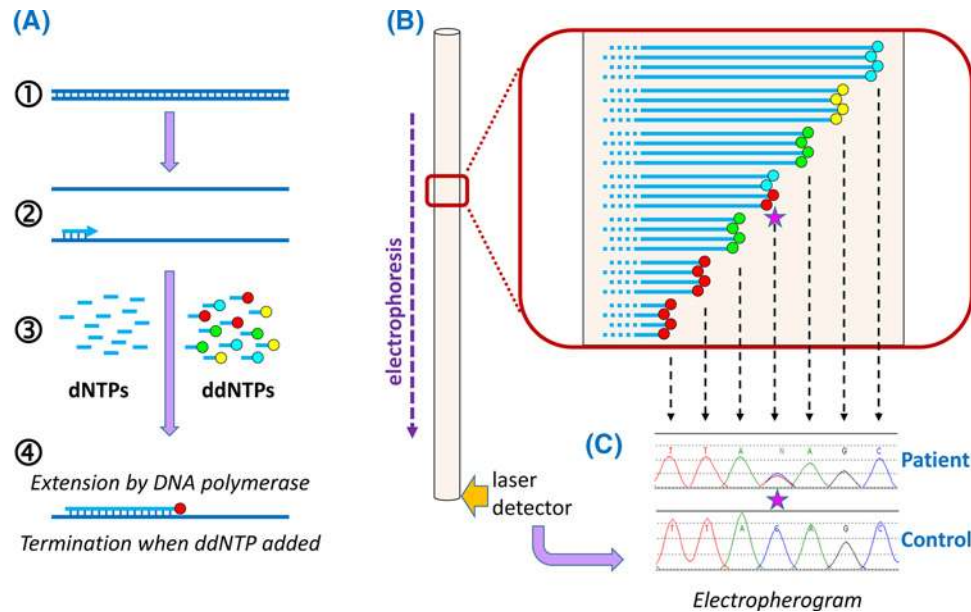 (A)
①
②
③
dNTPs
ddNTPs
④
Extension by DNA polymerase
Termination when ddNTP added
(B)
electrophoresis
laser
detector
(C)
T T A N A G C
Patient
T T A C A G C
Control
Electropherogram